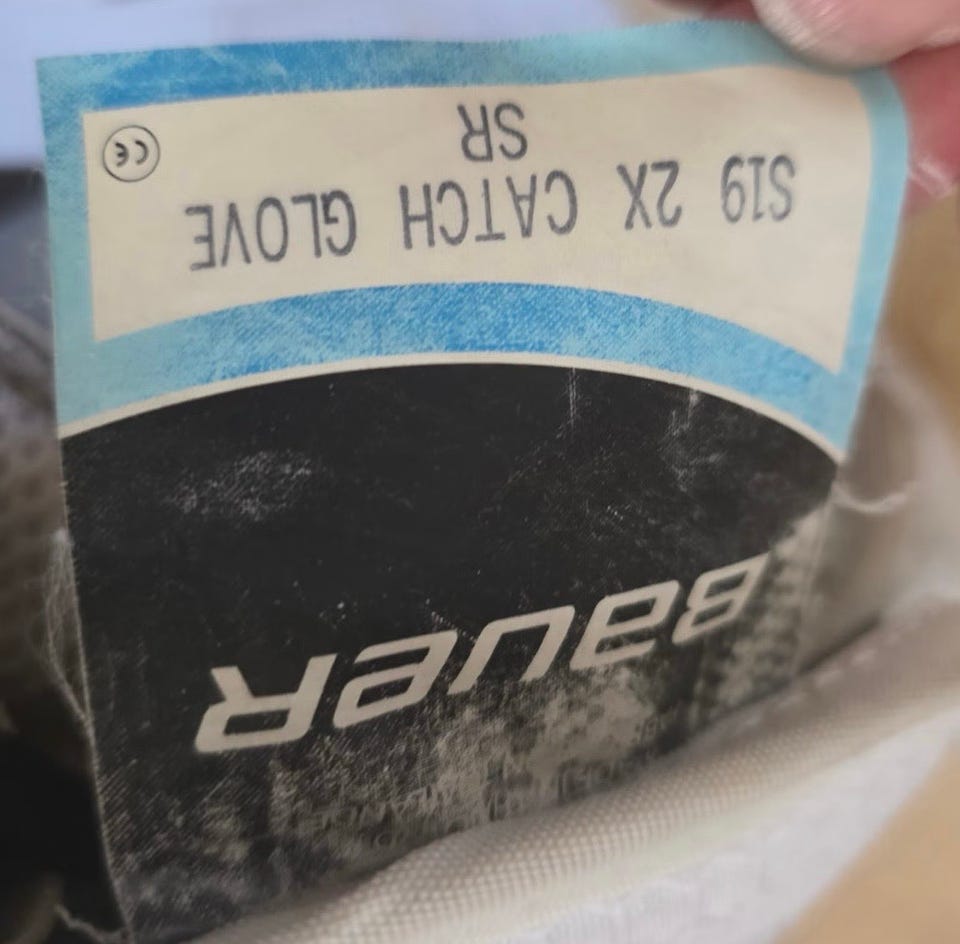 S19 2X CATCH GLOVE
SR
CE
BAUER